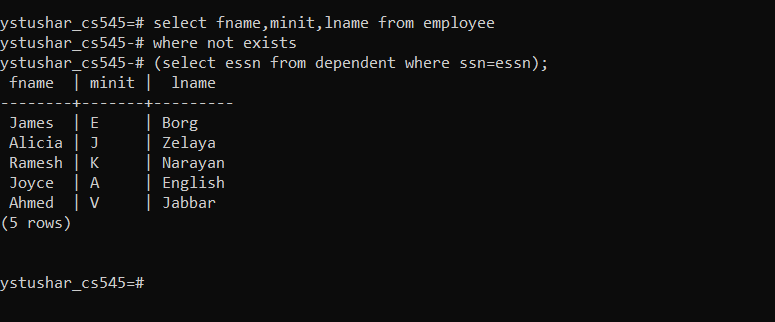 ystushar_cs545=# select fname,minit,lname from employee
ystushar_cs545-# where not exists
ystushar_cs545-# (select essn from dependent where ssn=essn);
 fname  | minit |  lname
--------+-------+---------
 James  | E     | Borg
 Alicia | J     | Zelaya
 Ramesh | K     | Narayan
 Joyce  | A     | English
 Ahmed  | V     | Jabbar
(5 rows)
ystushar_cs545=#